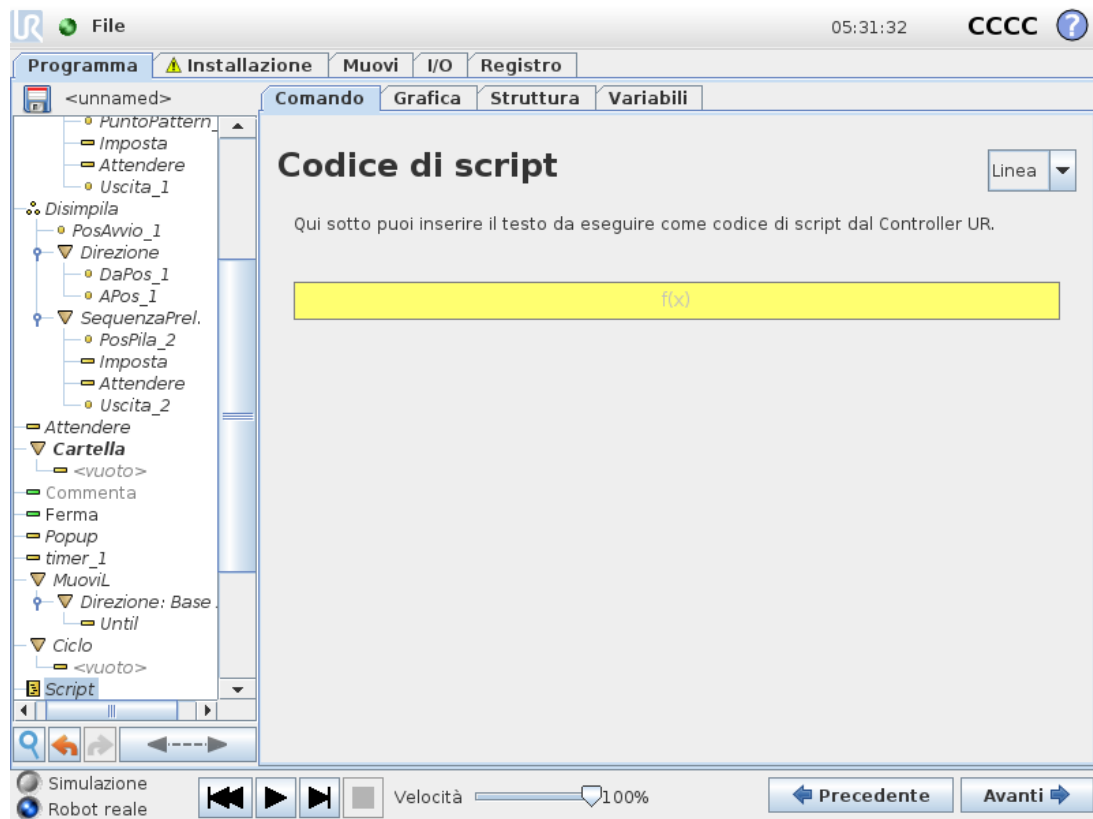 UR File 05:31:32 CCCC ?
Programma Installazione Muovi I/O Registro
<unnamed> Comando Grafica Struttura Variabili
PuntoPattern_
Imposta
Attendere
Uscita_1
Disimpila
PosAvvio_1
Direzione
DaPos_1
APos_1
SequenzaPrel.
PosPila_2
Imposta
Attendere
Uscita_2
Attendere
Cartella
<vuoto>
Commenta
Ferma
Popup
timer_1
MuoviL
Direzione: Base .
Until
Ciclo
<vuoto>
Script
Codice di script
Linea
Qui sotto puoi inserire il testo da eseguire come codice di script dal Controller UR.
f(x)
Simulazione
Robot reale
Velocità 100%
Precedente Avanti